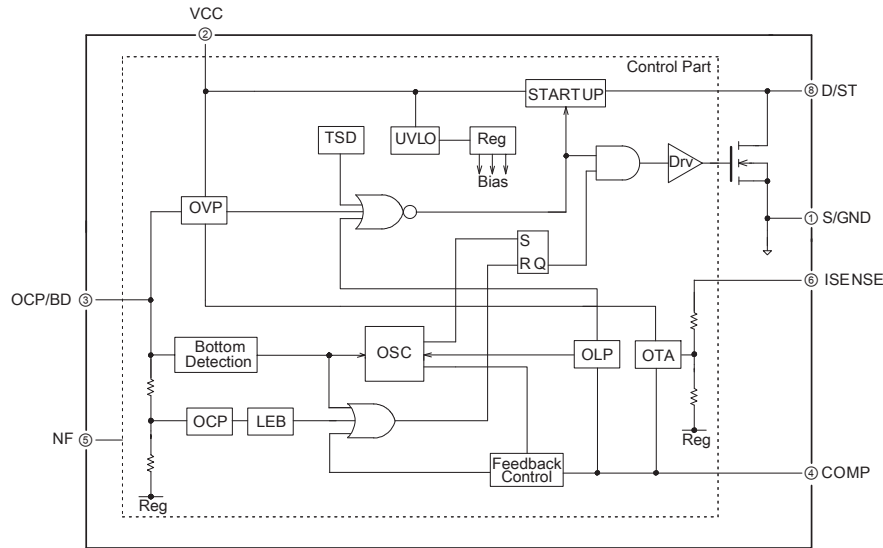 VCC
②
Control Part
STARTUP
⑧ D/ST
TSD
UVLO
Reg
Bias
Drv
OVP
① S/GND
S
R Q
⑥ ISENSE
OCP/BD ③
Bottom
Detection
OSC
OLP
OTA
OCP
LEB
NF ⑤
Reg
Feedback
Control
④ COMP
Reg